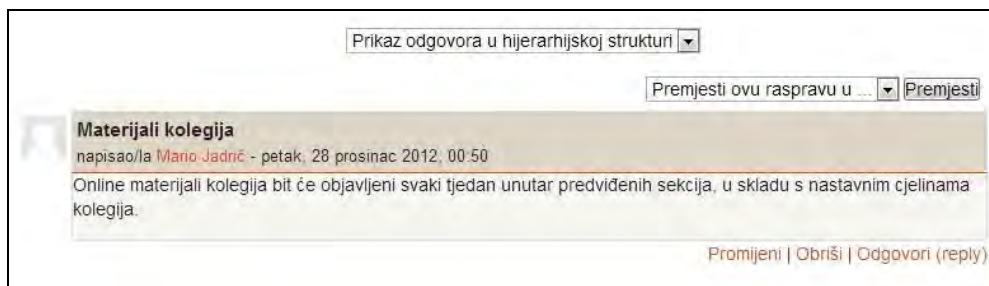 Prikaz odgovora u hijerarhijskoj strukturi
Premjesti ovu raspravu u ... Premjesti
Materijali kolegija
napisao/la Mario Jadrić - petak, 28 prosinac 2012, 00:50
Online materijali kolegija bit će objavljeni svaki tjedan unutar predviđenih sekcija, u skladu s nastavnim cjelinama
kolegija.
Promijeni | Obriši | Odgovori (reply)